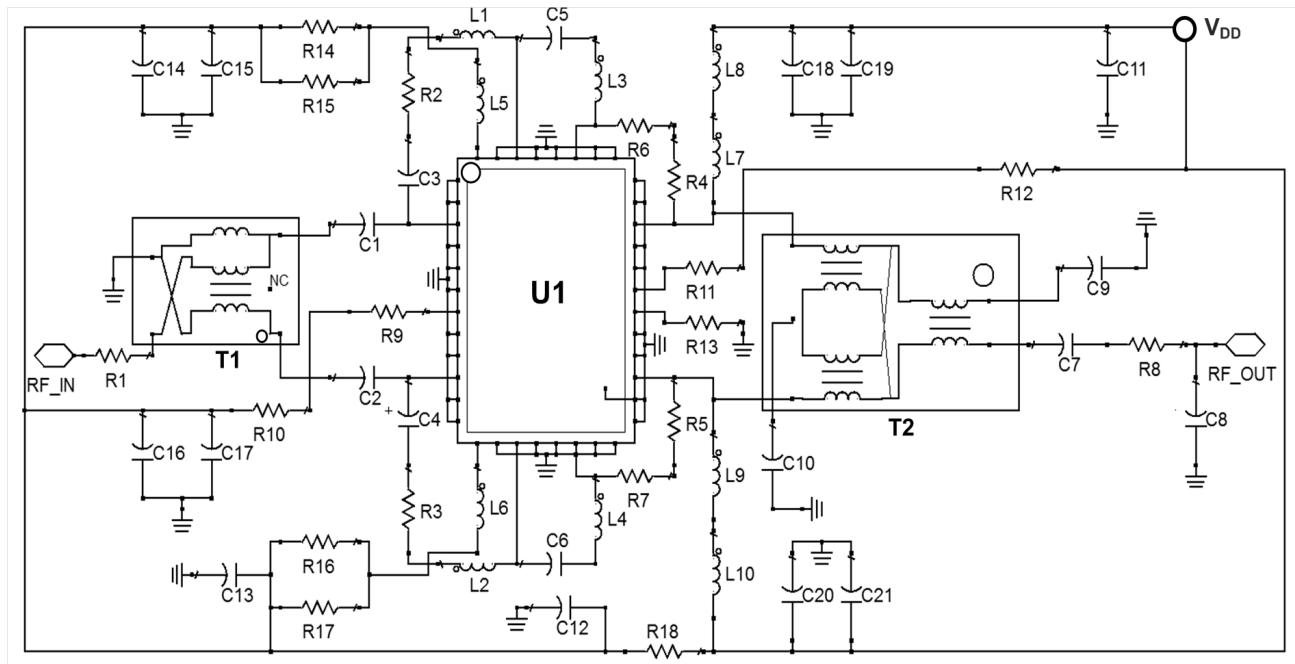 L1
C5
V_DD
R14
C14
C15
R15
R2
L5
L3
L8
C18
C19
C11
R6
L7
R4
C3
R12
C1
NC
U1
R11
C9
R9
R13
T1
R1
RF_IN
C2
C7
R8
RF_OUT
+
C4
R5
T2
C8
R10
C16
C17
C10
R7
L9
R3
L6
L4
C6
R16
L2
L10
C13
C20
C21
R17
C12
R18